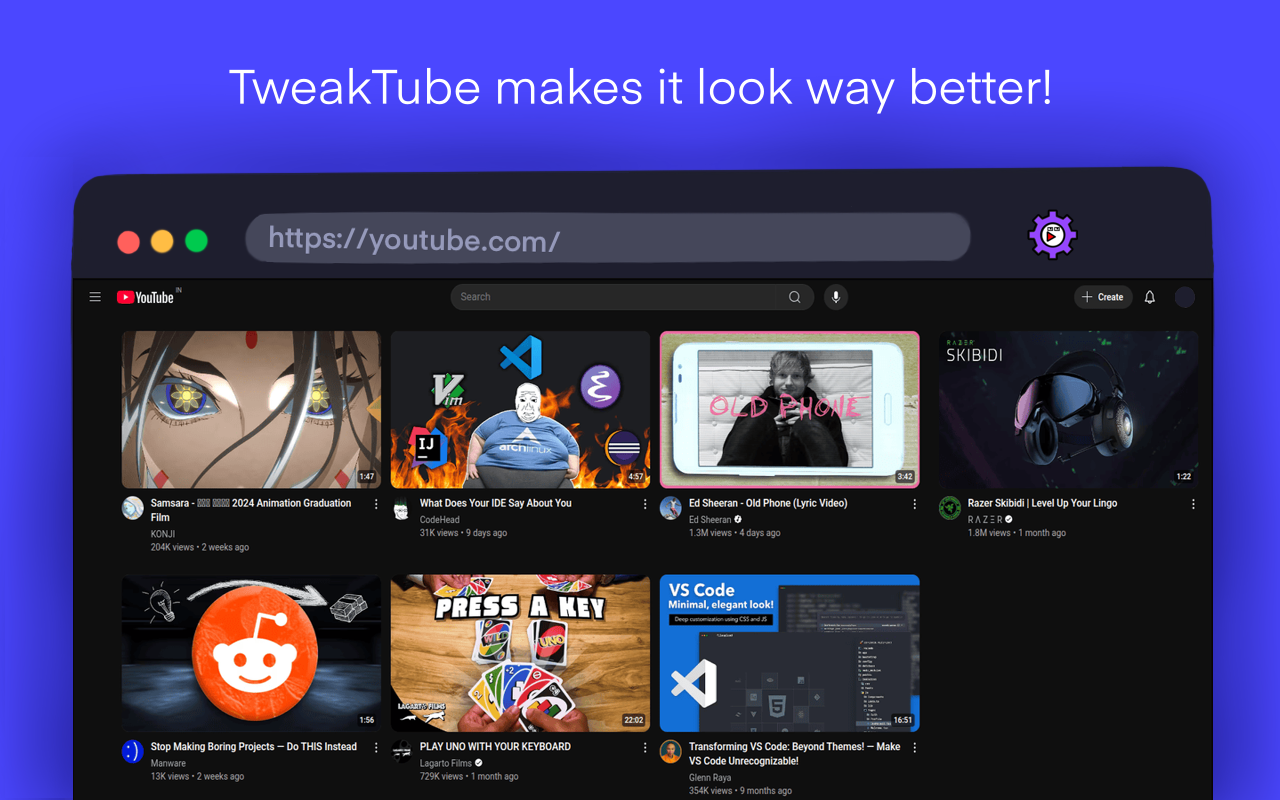 TweakTube makes it look way better!
https://youtube.com/
YouTube IN
Search
Create
1:47
Vim
IJ
archlinux
4:57
OLD PHONE
3:42
RAZER
SKIBIDI
1:22
Samsara - 2024 Animation Graduation
Film
KONJI
204K views • 2 weeks ago
What Does Your IDE Say About You
CodeHead
31K views • 9 days ago
Ed Sheeran - Old Phone (Lyric Video)
Ed Sheeran
1.3M views • 4 days ago
Razer Skibidi | Level Up Your Lingo
RAZER
1.8M views • 1 month ago
1:56
PRESS A KEY
WILD
UNO
+2
LAGARTO FILMS
22:02
VS Code
Minimal, elegant look!
Deep customization using CSS and JS
5
16:51
:)
Stop Making Boring Projects — Do THIS Instead
Manware
13K views • 2 weeks ago
PLAY UNO WITH YOUR KEYBOARD
Lagarto Films
729K views • 1 month ago
Transforming VS Code: Beyond Themes! — Make
VS Code Unrecognizable!
Glenn Raya
354K views • 9 months ago